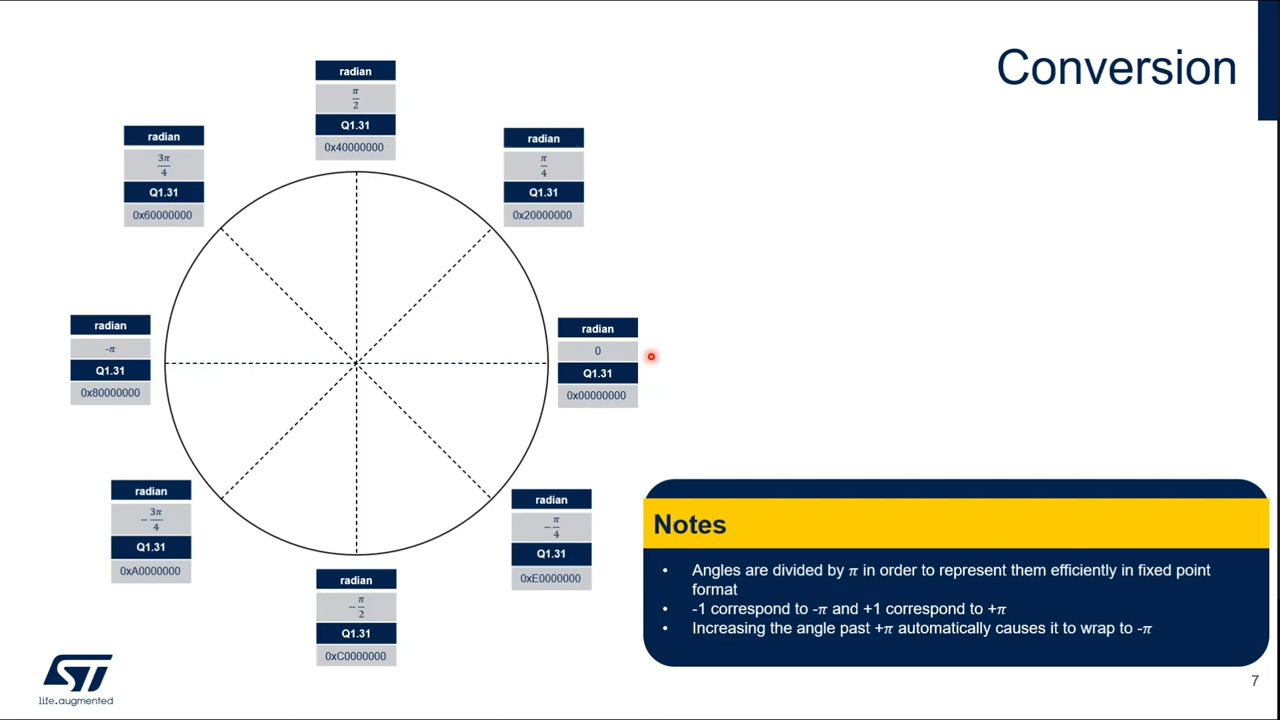 Conversion
radian
π/2
Q1.31
0x40000000
radian
3π/4
Q1.31
0x60000000
radian
π/4
Q1.31
0x20000000
radian
-π
Q1.31
0x80000000
radian
0
Q1.31
0x00000000
radian
−3π/4
Q1.31
0xA0000000
radian
−π/4
Q1.31
0xE0000000
radian
−π/2
Q1.31
0xC0000000
Notes
• Angles are divided by π in order to represent them efficiently in fixed point
format
• -1 correspond to -π and +1 correspond to +π
• Increasing the angle past +π automatically causes it to wrap to -π
ST
life.augmented
7